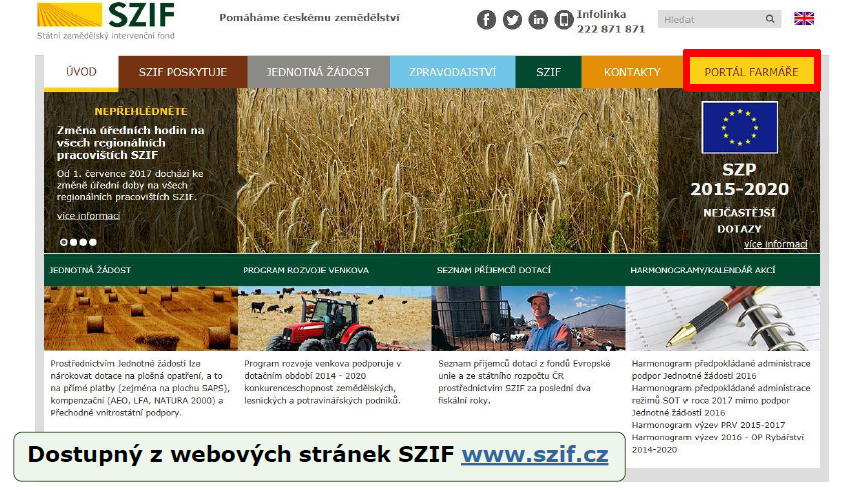 SZIF
Státní zemědělský intervenční fond
Pomáháme českému zemědělství
Infolinka
222 871 871
Hledat
ÚVOD
SZIF POSKYTUJE
JEDNOTNÁ ŽÁDOST
ZPRAVODAJSTVÍ
SZIF
KONTAKTY
PORTÁL FARMÁŘE
NEPŘEHLÉDNĚTE
Změna úředních hodin na
všech regionálních
pracovištích SZIF
Od 1. července 2017 dochází ke
změně úřední doby na všech
regionálních pracovištích SZIF.
více informací
SZP
2015-2020
NEJČASTĚJŠÍ
DOTAZY
více informací
JEDNOTNÁ ŽÁDOST
Prostřednictvím Jednotné žádosti lze
nárokovat dotace na plošná opatření, a to
na přímé platby (zejména na plochu SAPS),
kompenzační (AEO, LFA, NATURA 2000) a
Přechodné vnitrostátní podpory.
PROGRAM ROZVOJE VENKOVA
Program rozvoje venkova podporuje v
dotačním období 2014 - 2020
konkurenceschopnost zemědělských,
lesnických a potravinářských podniků.
SEZNAM PŘÍJEMCŮ DOTACÍ
Seznam příjemců dotací z fondů Evropské
unie a ze státního rozpočtu ČR
prostřednictvím SZIF za poslední dva
fiskální roky.
HARMONOGRAMY/KALENDÁŘ AKCÍ
Harmonogram předpokládané administrace
podpor Jednotné žádosti 2016
Harmonogram předpokládané administrace
režimů SOT v roce 2017 mimo podpor
Jednotné žádosti 2016
Harmonogram výzev PRV 2015-2017
Harmonogram výzev 2016 - OP Rybářství
2014-2020
Dostupný z webových stránek SZIF www.szif.cz